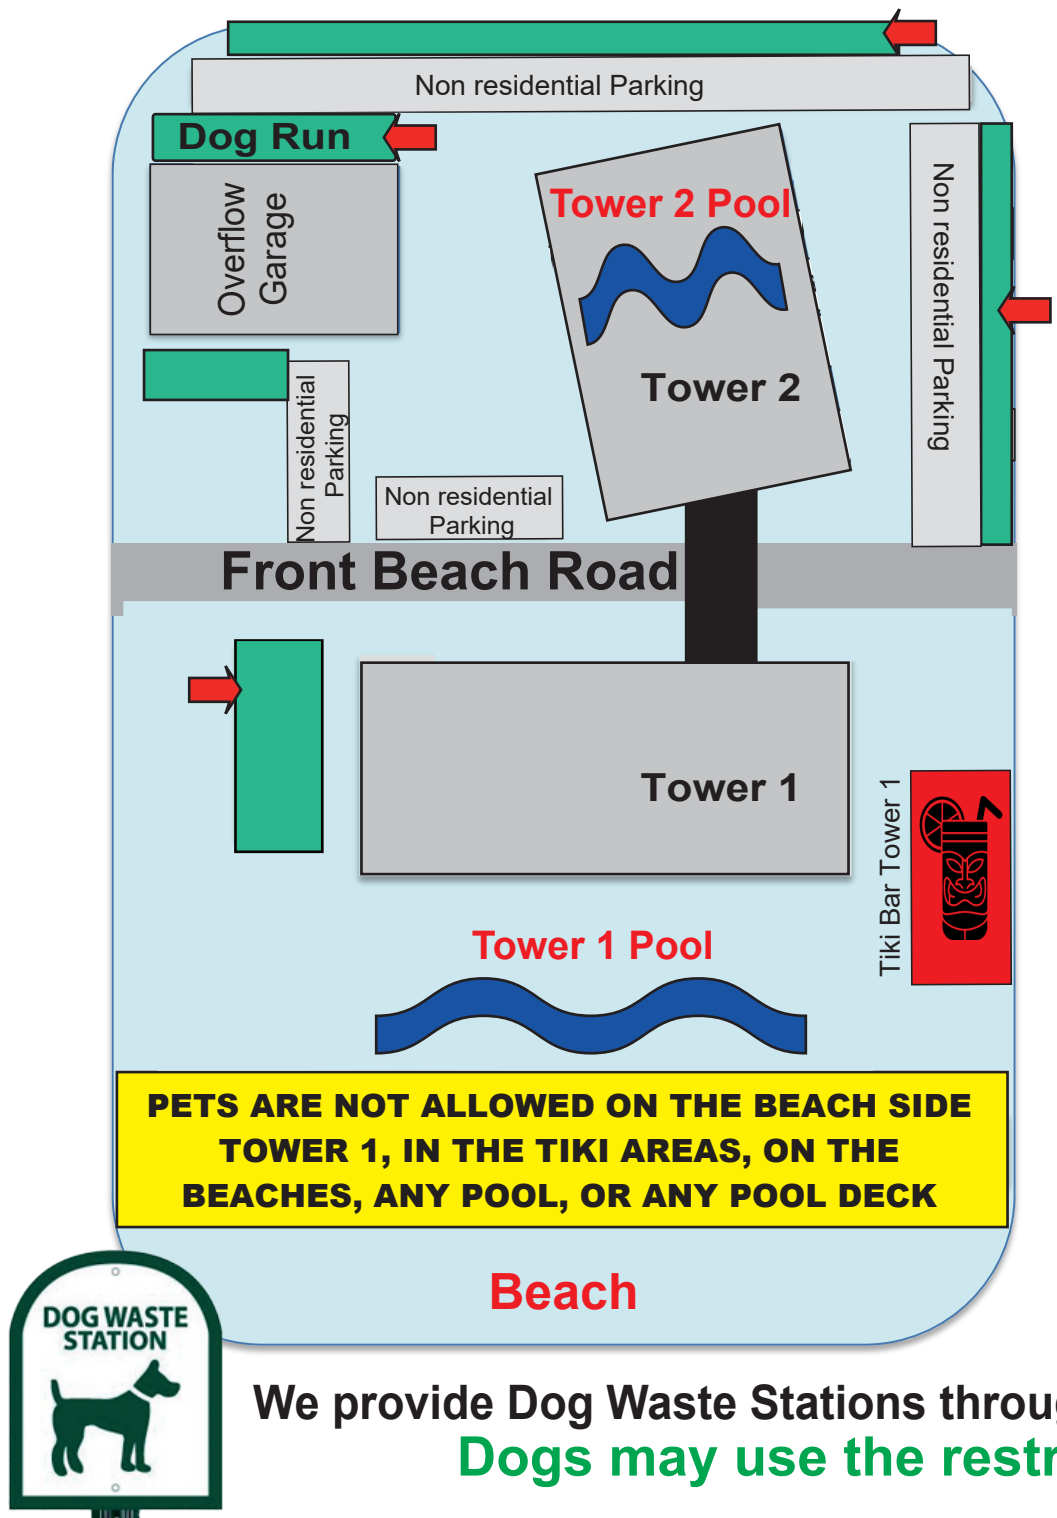 Non residential Parking
Dog Run
Overflow
Garage
Tower 2 Pool
Tower 2
Non residential Parking
Non residential
Parking
Non residential
Parking
Front Beach Road
Tower 1
Tiki Bar Tower 1
Tower 1 Pool
PETS ARE NOT ALLOWED ON THE BEACH SIDE
TOWER 1, IN THE TIKI AREAS, ON THE
BEACHES, ANY POOL, OR ANY POOL DECK
Beach
DOG WASTE
STATION
We provide Dog Waste Stations
Dogs may use the